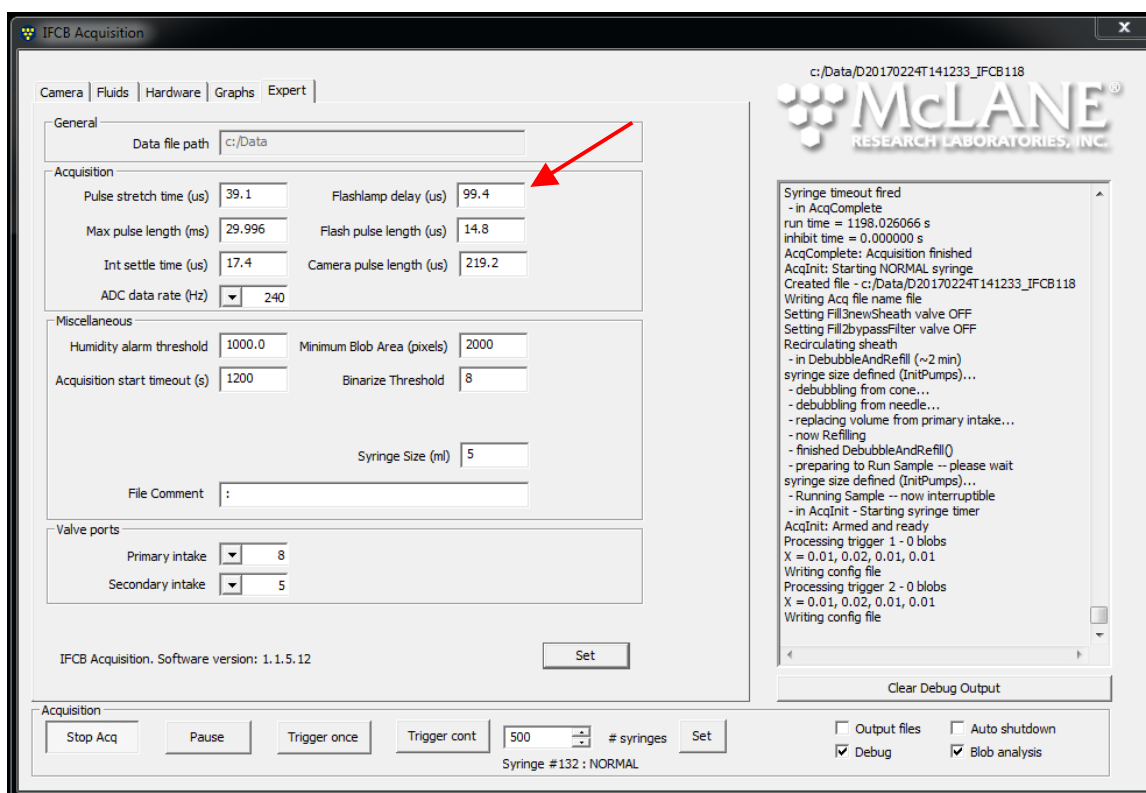 IFCB Acquisition
X
c:/Data/D20170224T141233_IFCB118
McLANE®
RESEARCH LABORATORIES, INC.
Camera Fluids Hardware Graphs Expert
General
Data file path c:/Data
Acquisition
Pulse stretch time (us) 39.1 Flashlamp delay (us) 99.4
Max pulse length (ms) 29.996 Flash pulse length (us) 14.8
Int settle time (us) 17.4 Camera pulse length (us) 219.2
ADC data rate (Hz) 240
Miscellaneous
Humidity alarm threshold 1000.0 Minimum Blob Area (pixels) 2000
Acquisition start timeout (s) 1200 Binarize Threshold 8
Syringe Size (ml) 5
File Comment :
Valve ports
Primary intake 8
Secondary intake 5
IFCB Acquisition. Software version: 1.1.5.12 Set
Syringe timeout fired
- in AcqComplete
run time = 1198.026066 s
inhibit time = 0.000000 s
AcqComplete: Acquisition finished
AcqInit: Starting NORMAL syringe
Created file - c:/Data/D20170224T141233_IFCB118
Writing Acq file name file
Setting Fill3newSheath valve OFF
Setting Fill2bypassFilter valve OFF
Recirculating sheath
- in DebubbleAndRefill (~2 min)
syringe size defined (InitPumps)...
- debubbling from cone...
- debubbling from needle...
- replacing volume from primary intake...
- now Refilling
- finished DebubbleAndRefill()
- preparing to Run Sample -- please wait
syringe size defined (InitPumps)...
- Running Sample -- now interruptible
- in AcqInit - Starting syringe timer
AcqInit: Armed and ready
Processing trigger 1 - 0 blobs
X = 0.01, 0.02, 0.01, 0.01
Writing config file
Processing trigger 2 - 0 blobs
X = 0.01, 0.02, 0.01, 0.01
Writing config file
Clear Debug Output
Acquisition
Stop Acq Pause Trigger once Trigger cont 500 # syringes Set
Syringe #132 : NORMAL
Output files Auto shutdown
Debug Blob analysis